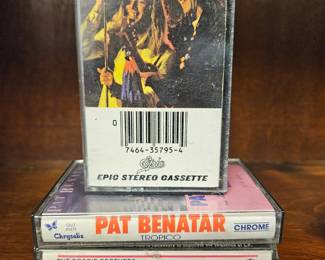 0
7464-35795-4
Epic
EPIC STEREO CASSETTE
PAT BENATAR
TROPICO
Chrysalis
CHROME